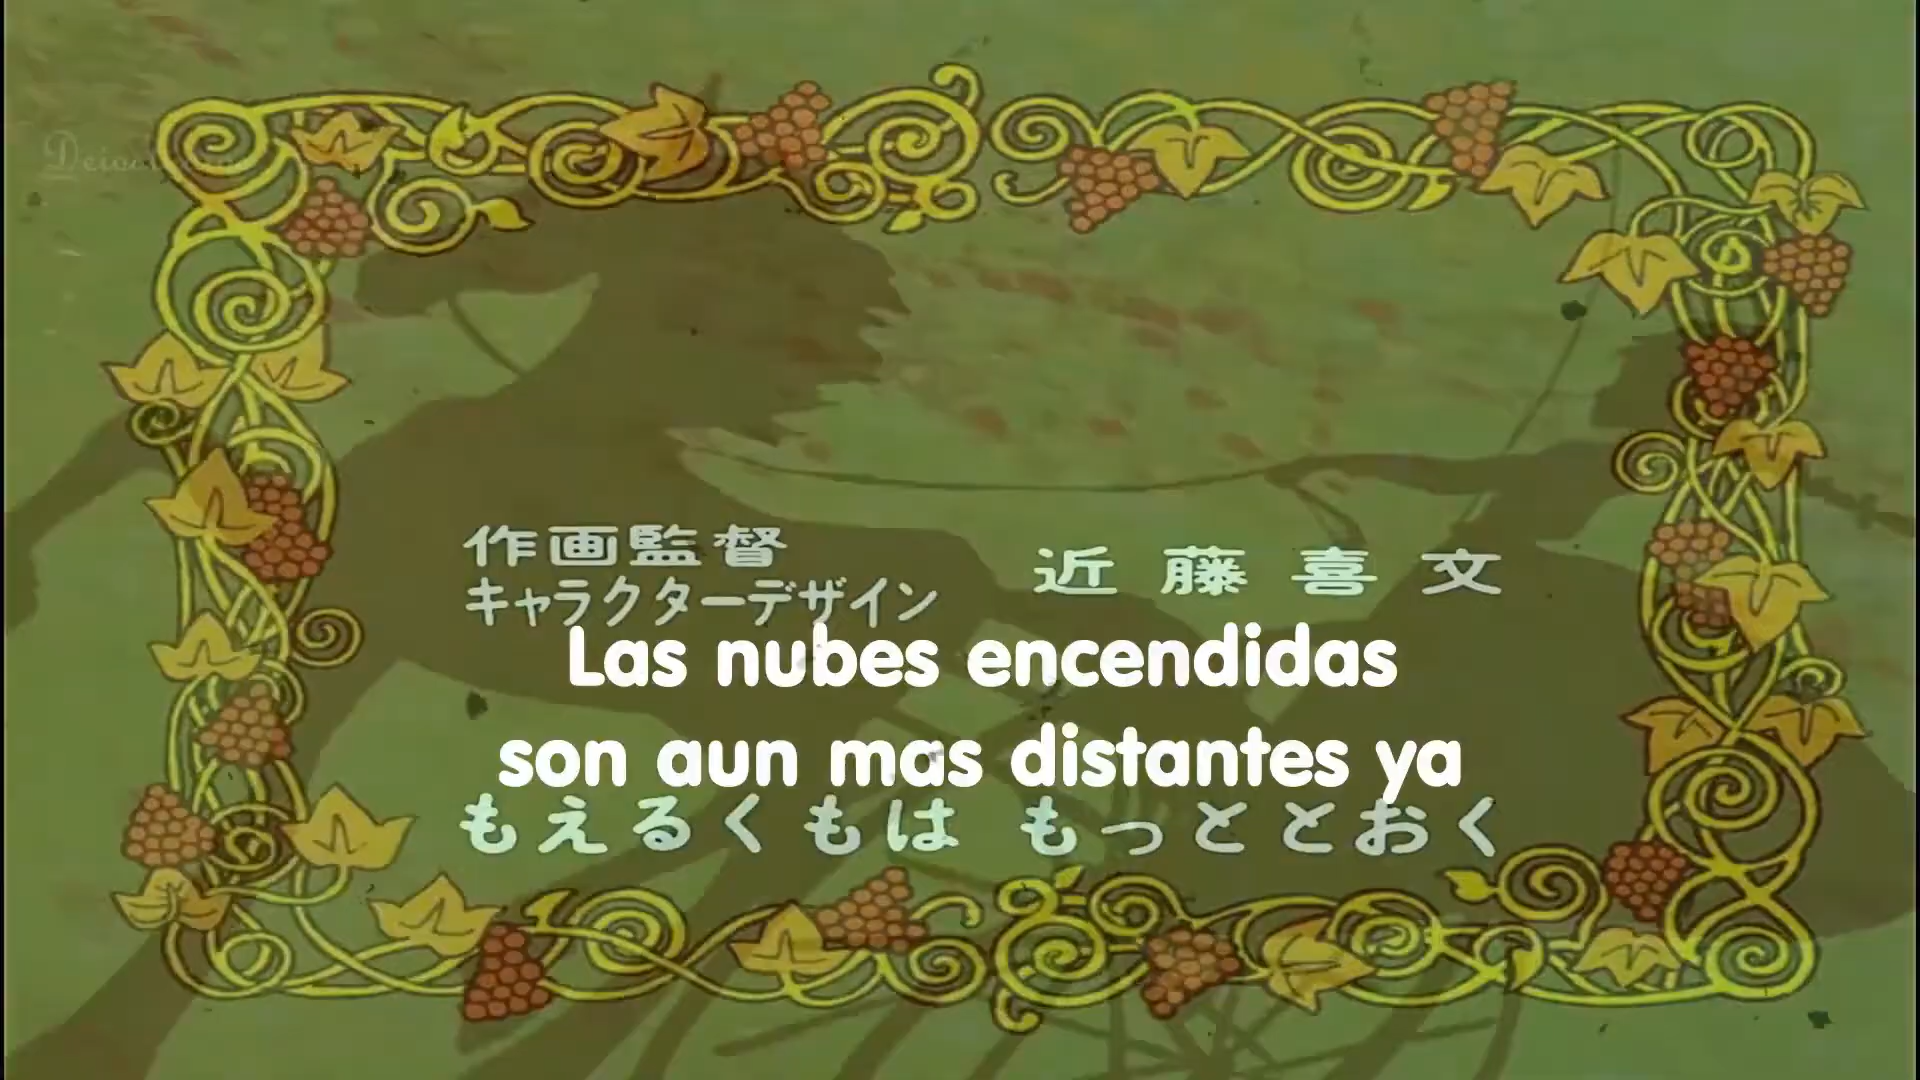 作画監督
キャラクターデザイン
近藤喜文
Las nubes encendidas
son aun mas distantes ya
もえるくもは もっととおく